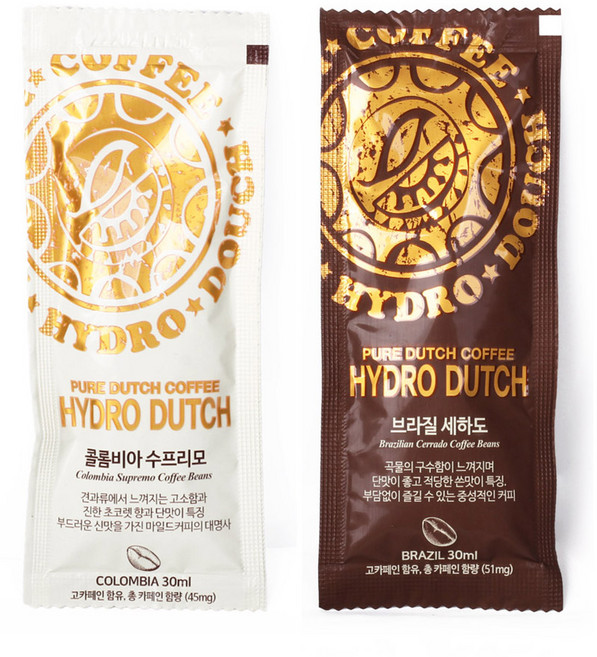 COFFEE
HYDRO
DOUCH
PURE DUTCH COFFEE
HYDRO DUTCH
콜롬비아 수프리모
Colombia Supremo Coffee Beans
견과류에서 느껴지는 고소함과
진한 초코렛 향과 단맛이 특징
부드러운 신맛을 가진 마일드커피의 대명사
COLOMBIA 30ml
고카페인 함유, 총 카페인 함량 (45mg)
COFFEE
HYDRO
DOUCH
PURE DUTCH COFFEE
HYDRO DUTCH
브라질 세하도
Brazilian Cerrado Coffee Beans
곡물의 구수함이 느껴지며
단맛이 좋고 적당한 쓴맛이 특징,
부담없이 즐길 수 있는 중성적인 커피
BRAZIL 30ml
고카페인 함유, 총 카페인 함량 (51mg)